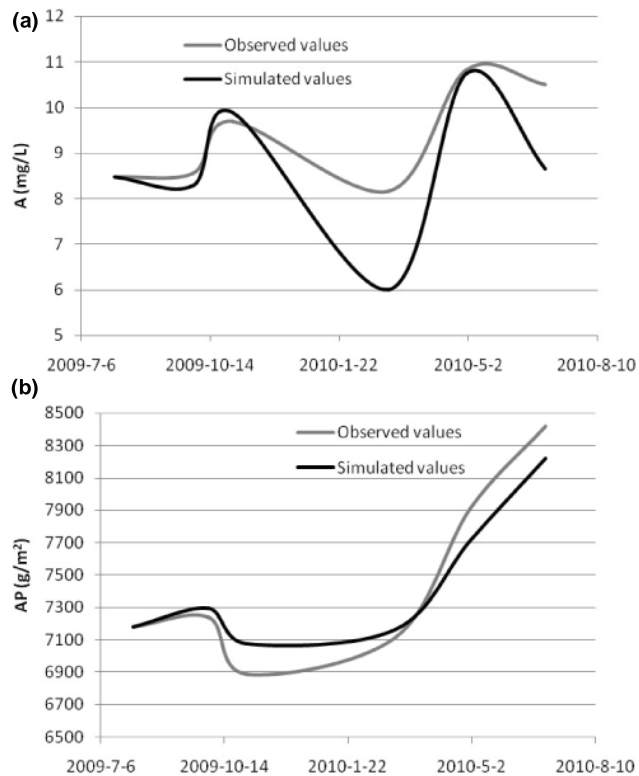 (a)
12
11
10
9
8
7
6
5
A (mg/L)
Observed values
Simulated values
2009-7-6 2009-10-14 2010-1-22 2010-5-2 2010-8-10
(b)
8500
8300
8100
7900
7700
7500
7300
7100
6900
6700
6500
AP (g/m²)
Observed values
Simulated values
2009-7-6 2009-10-14 2010-1-22 2010-5-2 2010-8-10